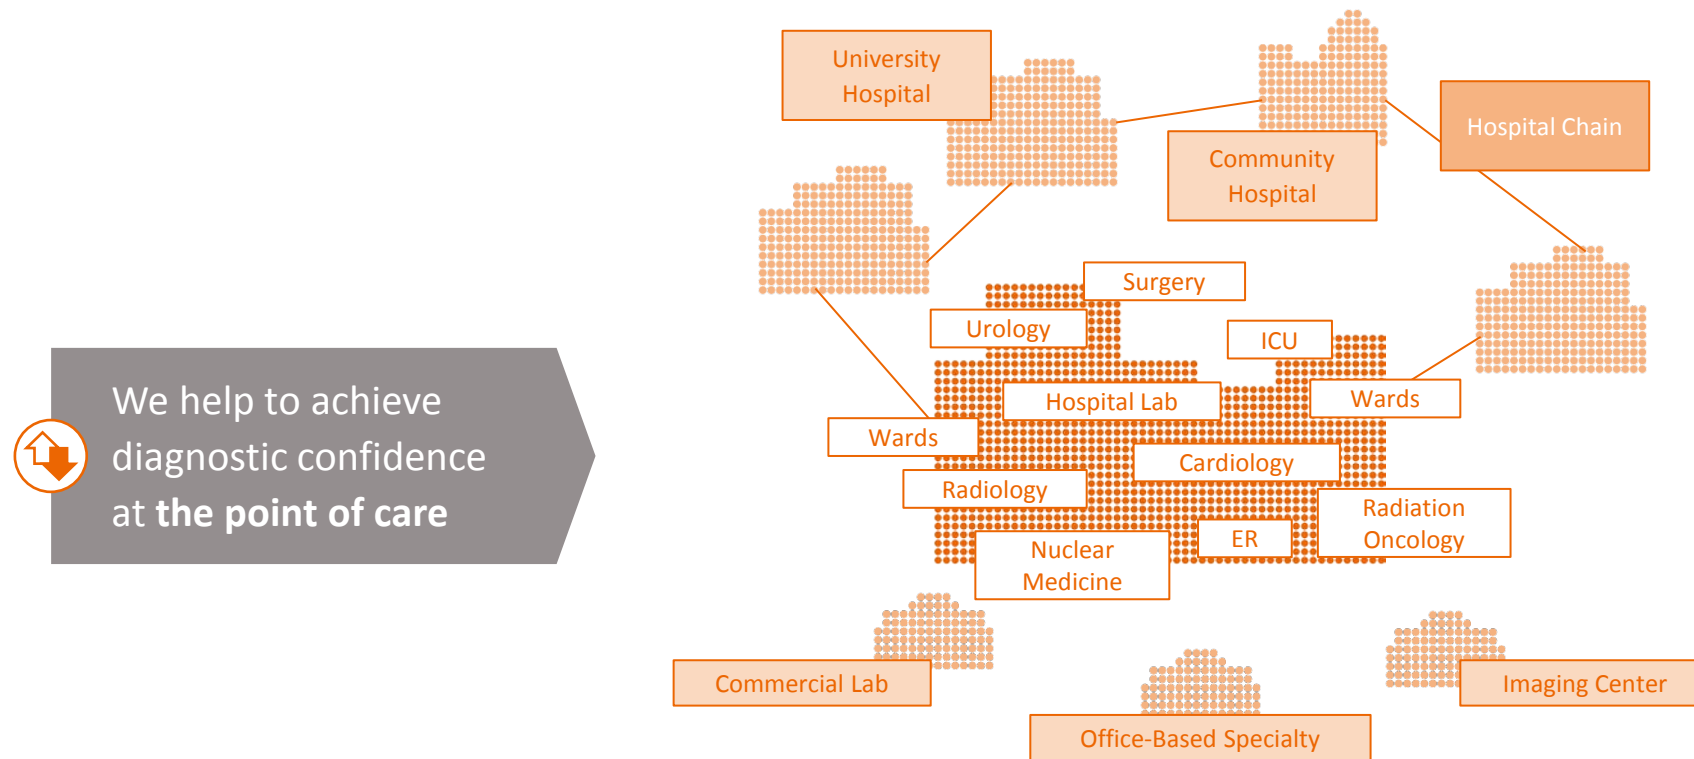 We help to achieve
diagnostic confidence
at the point of care
University
Hospital
Community
Hospital
Hospital Chain
Surgery
Urology
ICU
Hospital Lab
Wards
Wards
Cardiology
Radiology
Radiation
Oncology
ER
Nuclear
Medicine
Commercial Lab
Office-Based Specialty
Imaging Center